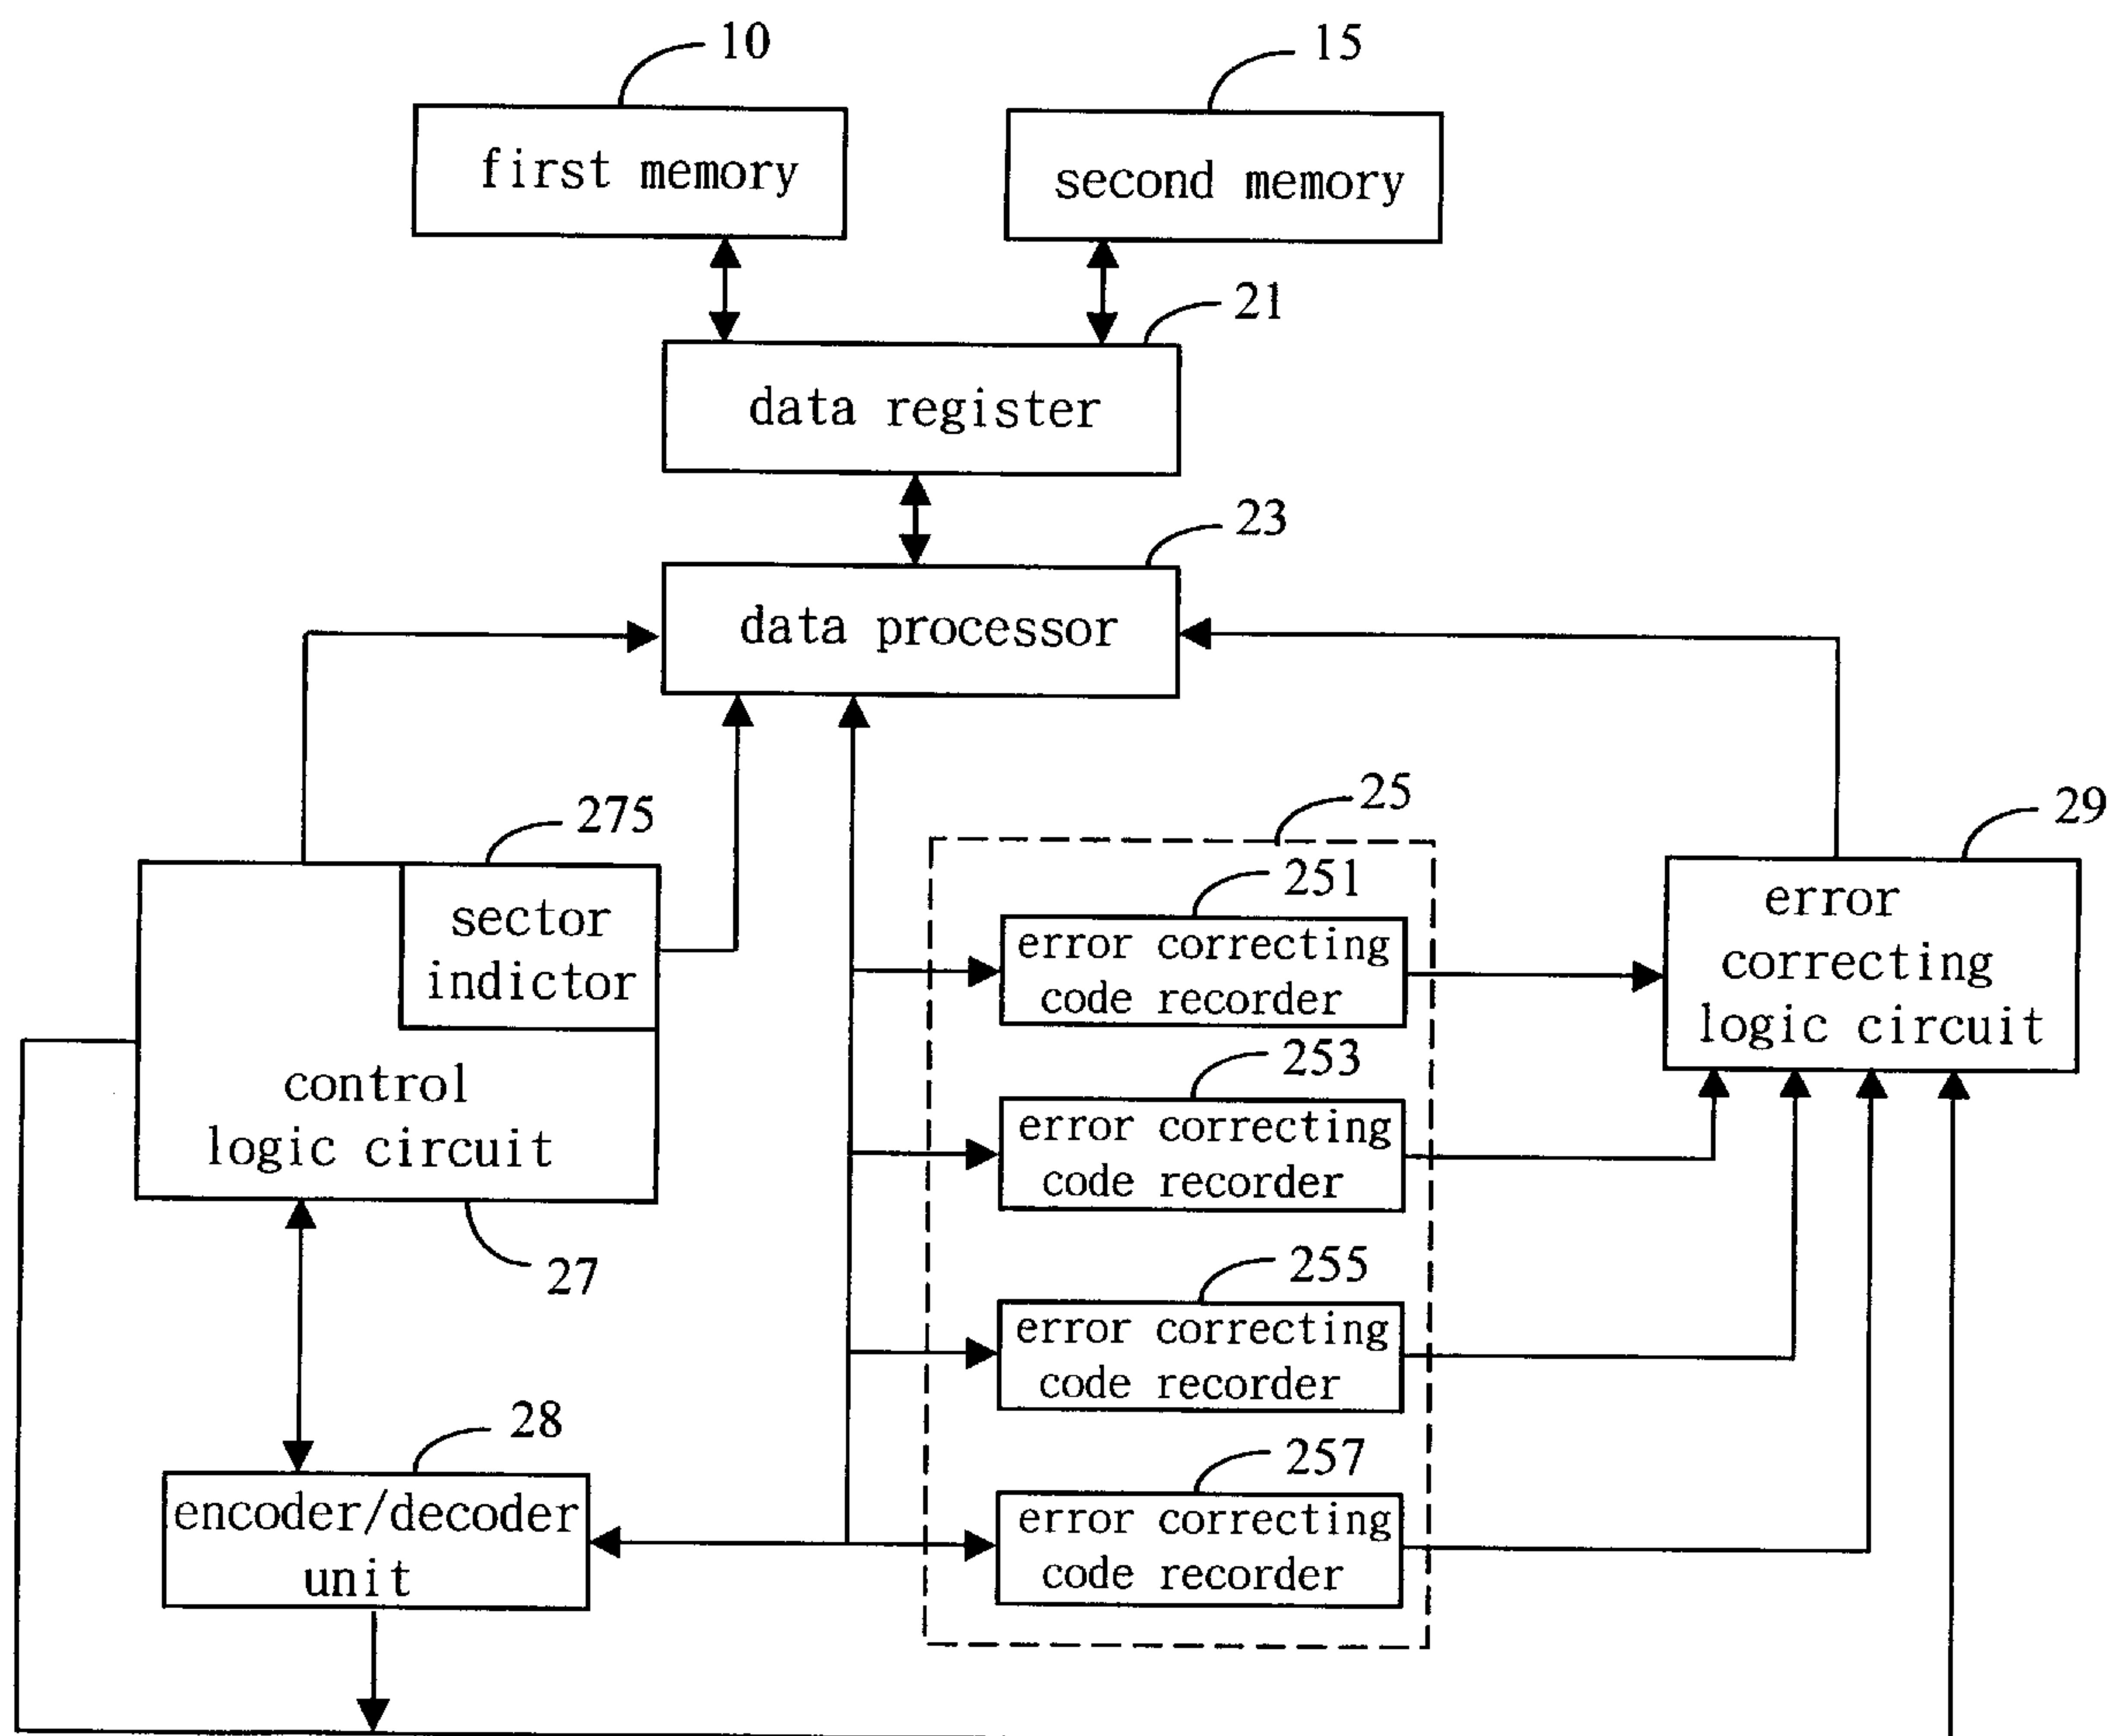 10
15
first memory
second memory
21
data register
23
data processor
275
25
29
sector
indictor
251
error correcting
code recorder
error
correcting
logic circuit
control
logic circuit
253
error correcting
code recorder
27
255
error correcting
code recorder
28
encoder/decoder
unit
257
error correcting
code recorder